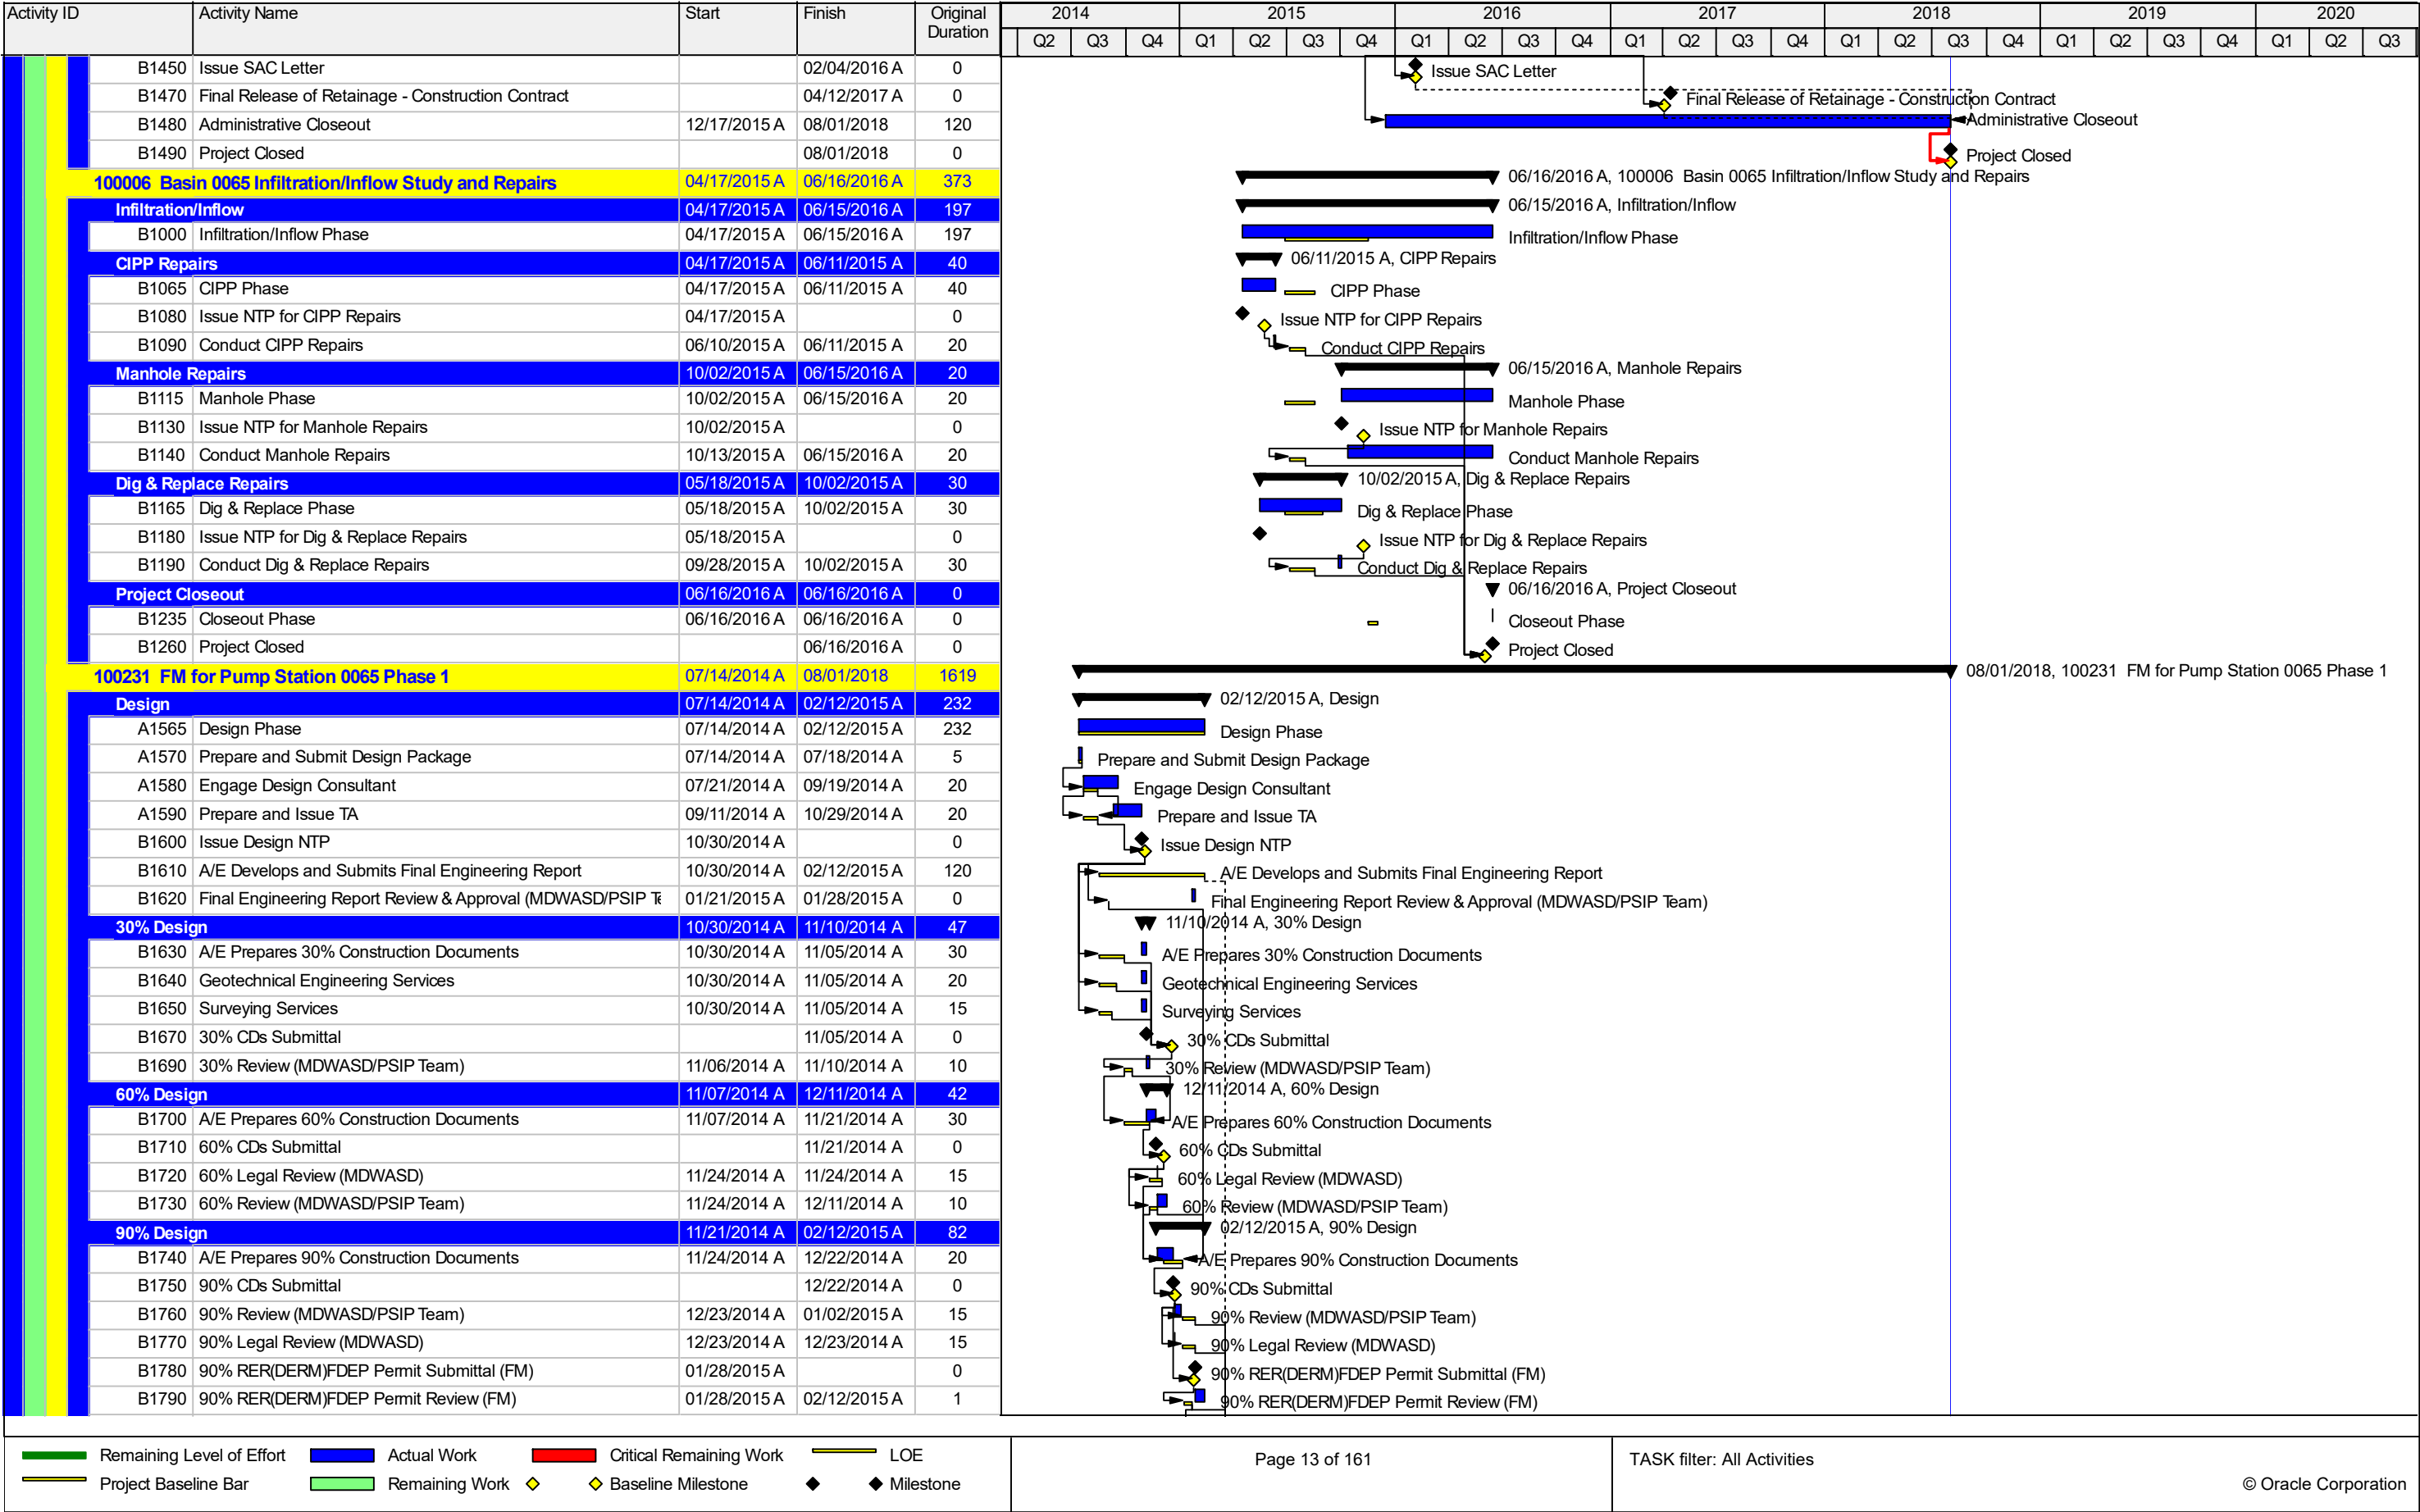 Activity ID Activity Name Start Finish Original Duration 2014 2015 2016 2017 2018 2019 2020
Q2 Q3 Q4 Q1 Q2 Q3 Q4 Q1 Q2 Q3 Q4 Q1 Q2 Q3 Q4 Q1 Q2 Q3 Q4 Q1 Q2 Q3
B1450 Issue SAC Letter 02/04/2016 A 0 Issue SAC Letter
B1470 Final Release of Retainage - Construction Contract 04/12/2017 A 0 Final Release of Retainage - Construction Contract
B1480 Administrative Closeout 12/17/2015 A 08/01/2018 120 Administrative Closeout
B1490 Project Closed 08/01/2018 0 Project Closed
100006 Basin 0065 Infiltration/Inflow Study and Repairs 04/17/2015 A 06/16/2016 A 373 06/16/2016 A, 100006 Basin 0065 Infiltration/Inflow Study and Repairs
Infiltration/Inflow 04/17/2015 A 06/15/2016 A 197 06/15/2016 A, Infiltration/Inflow
B1000 Infiltration/Inflow Phase 04/17/2015 A 06/15/2016 A 197 Infiltration/Inflow Phase
CIPP Repairs 04/17/2015 A 06/11/2015 A 40 06/11/2015 A, CIPP Repairs
B1065 CIPP Phase 04/17/2015 A 06/11/2015 A 40 CIPP Phase
B1080 Issue NTP for CIPP Repairs 04/17/2015 A 0 Issue NTP for CIPP Repairs
B1090 Conduct CIPP Repairs 06/10/2015 A 06/11/2015 A 20 Conduct CIPP Repairs
Manhole Repairs 10/02/2015 A 06/15/2016 A 20 06/15/2016 A, Manhole Repairs
B1115 Manhole Phase 10/02/2015 A 06/15/2016 A 20 Manhole Phase
B1130 Issue NTP for Manhole Repairs 10/02/2015 A 0 Issue NTP for Manhole Repairs
B1140 Conduct Manhole Repairs 10/13/2015 A 06/15/2016 A 20 Conduct Manhole Repairs
Dig & Replace Repairs 05/18/2015 A 10/02/2015 A 30 10/02/2015 A, Dig & Replace Repairs
B1165 Dig & Replace Phase 05/18/2015 A 10/02/2015 A 30 Dig & Replace Phase
B1180 Issue NTP for Dig & Replace Repairs 05/18/2015 A 0 Issue NTP for Dig & Replace Repairs
B1190 Conduct Dig & Replace Repairs 09/28/2015 A 10/02/2015 A 30 Conduct Dig & Replace Repairs
Project Closeout 06/16/2016 A 06/16/2016 A 0 06/16/2016 A, Project Closeout
B1235 Closeout Phase 06/16/2016 A 06/16/2016 A 0 Closeout Phase
B1260 Project Closed 06/16/2016 A 0 Project Closed
100231 FM for Pump Station 0065 Phase 1 07/14/2014 A 08/01/2018 1619 08/01/2018, 100231 FM for Pump Station 0065 Phase 1
Design 07/14/2014 A 02/12/2015 A 232 02/12/2015 A, Design
A1565 Design Phase 07/14/2014 A 02/12/2015 A 232 Design Phase
A1570 Prepare and Submit Design Package 07/14/2014 A 07/18/2014 A 5 Prepare and Submit Design Package
A1580 Engage Design Consultant 07/21/2014 A 09/19/2014 A 20 Engage Design Consultant
A1590 Prepare and Issue TA 09/11/2014 A 10/29/2014 A 20 Prepare and Issue TA
B1600 Issue Design NTP 10/30/2014 A 0 Issue Design NTP
B1610 A/E Develops and Submits Final Engineering Report 10/30/2014 A 02/12/2015 A 120 A/E Develops and Submits Final Engineering Report
B1620 Final Engineering Report Review & Approval (MDWASD/PSIP Te 01/21/2015 A 01/28/2015 A 0 Final Engineering Report Review & Approval (MDWASD/PSIP Team)
30% Design 10/30/2014 A 11/10/2014 A 47 11/10/2014 A, 30% Design
B1630 A/E Prepares 30% Construction Documents 10/30/2014 A 11/05/2014 A 30 A/E Prepares 30% Construction Documents
B1640 Geotechnical Engineering Services 10/30/2014 A 11/05/2014 A 20 Geotechnical Engineering Services
B1650 Surveying Services 10/30/2014 A 11/05/2014 A 15 Surveying Services
B1670 30% CDs Submittal 11/05/2014 A 0 30% CDs Submittal
B1690 30% Review (MDWASD/PSIP Team) 11/06/2014 A 11/10/2014 A 10 30% Review (MDWASD/PSIP Team)
60% Design 11/07/2014 A 12/11/2014 A 42 12/11/2014 A, 60% Design
B1700 A/E Prepares 60% Construction Documents 11/07/2014 A 11/21/2014 A 30 A/E Prepares 60% Construction Documents
B1710 60% CDs Submittal 11/21/2014 A 0 60% CDs Submittal
B1720 60% Legal Review (MDWASD) 11/24/2014 A 11/24/2014 A 15 60% Legal Review (MDWASD)
B1730 60% Review (MDWASD/PSIP Team) 11/24/2014 A 12/11/2014 A 10 60% Review (MDWASD/PSIP Team)
90% Design 11/21/2014 A 02/12/2015 A 82 02/12/2015 A, 90% Design
B1740 A/E Prepares 90% Construction Documents 11/24/2014 A 12/22/2014 A 20 A/E Prepares 90% Construction Documents
B1750 90% CDs Submittal 12/22/2014 A 0 90% CDs Submittal
B1760 90% Review (MDWASD/PSIP Team) 12/23/2014 A 01/02/2015 A 15 90% Review (MDWASD/PSIP Team)
B1770 90% Legal Review (MDWASD) 12/23/2014 A 12/23/2014 A 15 90% Legal Review (MDWASD)
B1780 90% RER(DERM)FDEP Permit Submittal (FM) 01/28/2015 A 0 90% RER(DERM)FDEP Permit Submittal (FM)
B1790 90% RER(DERM)FDEP Permit Review (FM) 01/28/2015 A 02/12/2015 A 1 90% RER(DERM)FDEP Permit Review (FM)
Remaining Level of Effort Actual Work Critical Remaining Work LOE Page 13 of 161 TASK filter: All Activities
Project Baseline Bar Remaining Work Baseline Milestone Milestone © Oracle Corporation